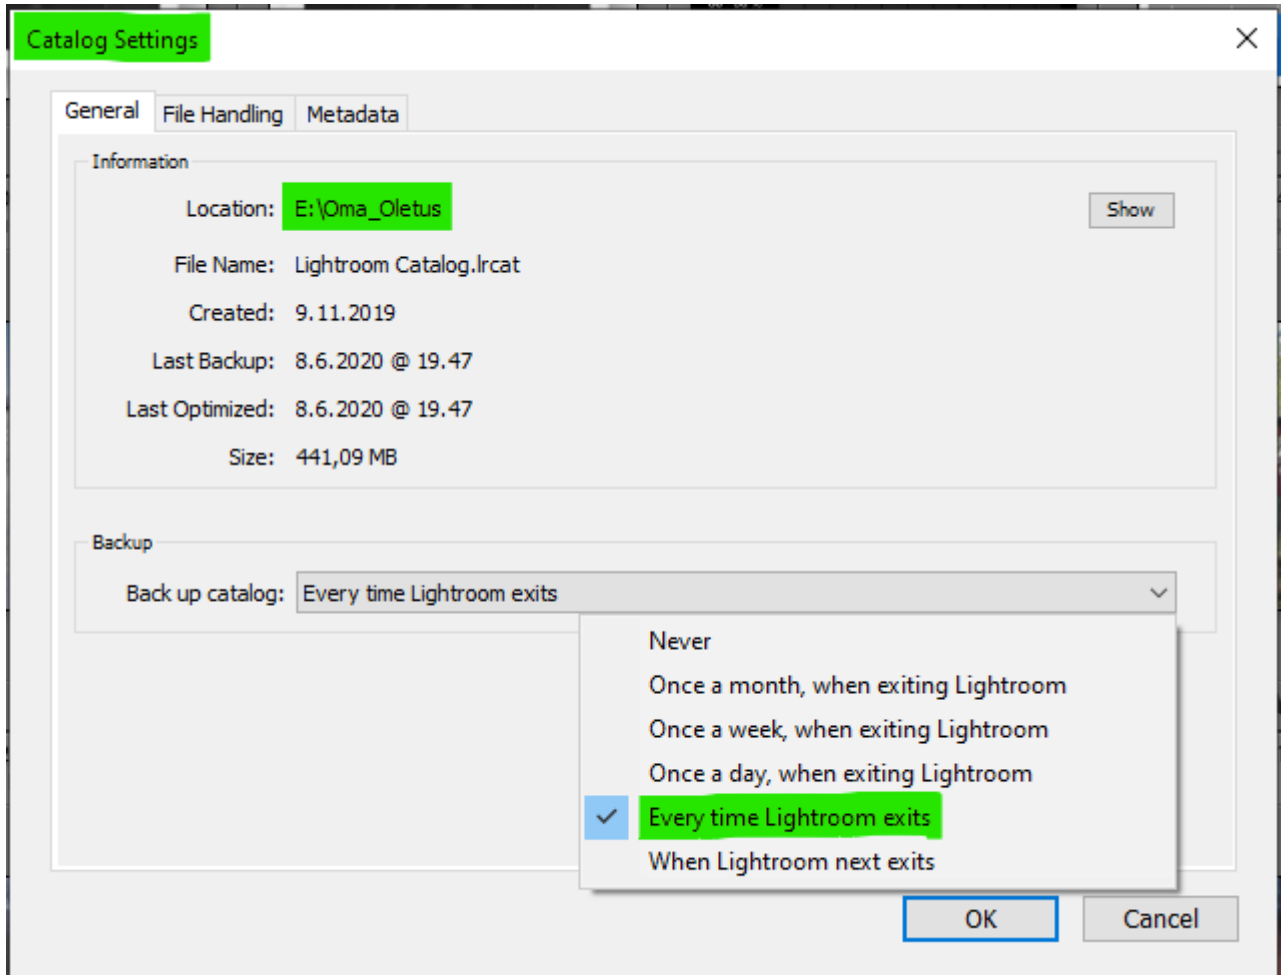 Catalog Settings
General File Handling Metadata
Information
Location: E:\Oma_Oletus Show
File Name: Lightroom Catalog.lrcat
Created: 9.11.2019
Last Backup: 8.6.2020 @ 19.47
Last Optimized: 8.6.2020 @ 19.47
Size: 441,09 MB
Backup
Back up catalog: Every time Lightroom exits
Never
Once a month, when exiting Lightroom
Once a week, when exiting Lightroom
Once a day, when exiting Lightroom
Every time Lightroom exits
When Lightroom next exits
OK Cancel